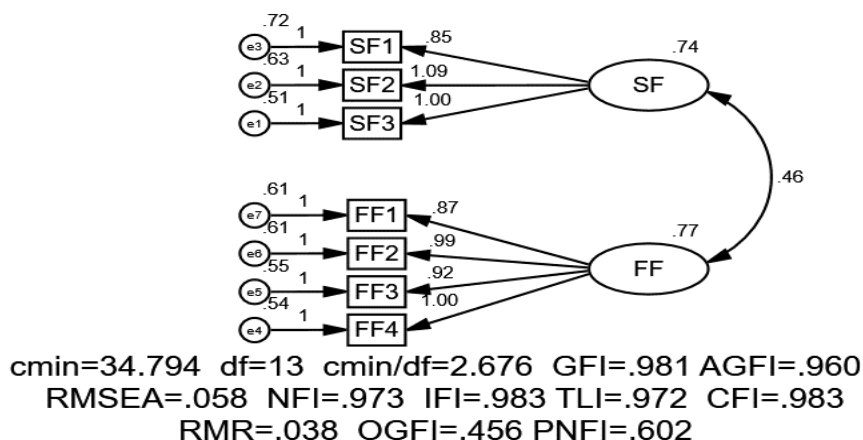 .72
e3 1 SF1 .85 .74
.63
e2 1 SF2 1.09 SF
.51
e1 1 SF3 1.00
.46
.61
e7 1 FF1 .87 .77
.61
e6 1 FF2 .99 FF
.55
e5 1 FF3 .92
.54
e4 1 FF4 1.00
cmin=34.794 df=13 cmin/df=2.676 GFI=.981 AGFI=.960
RMSEA=.058 NFI=.973 IFI=.983 TLI=.972 CFI=.983
RMR=.038 OGFI=.456 PNFI=.602